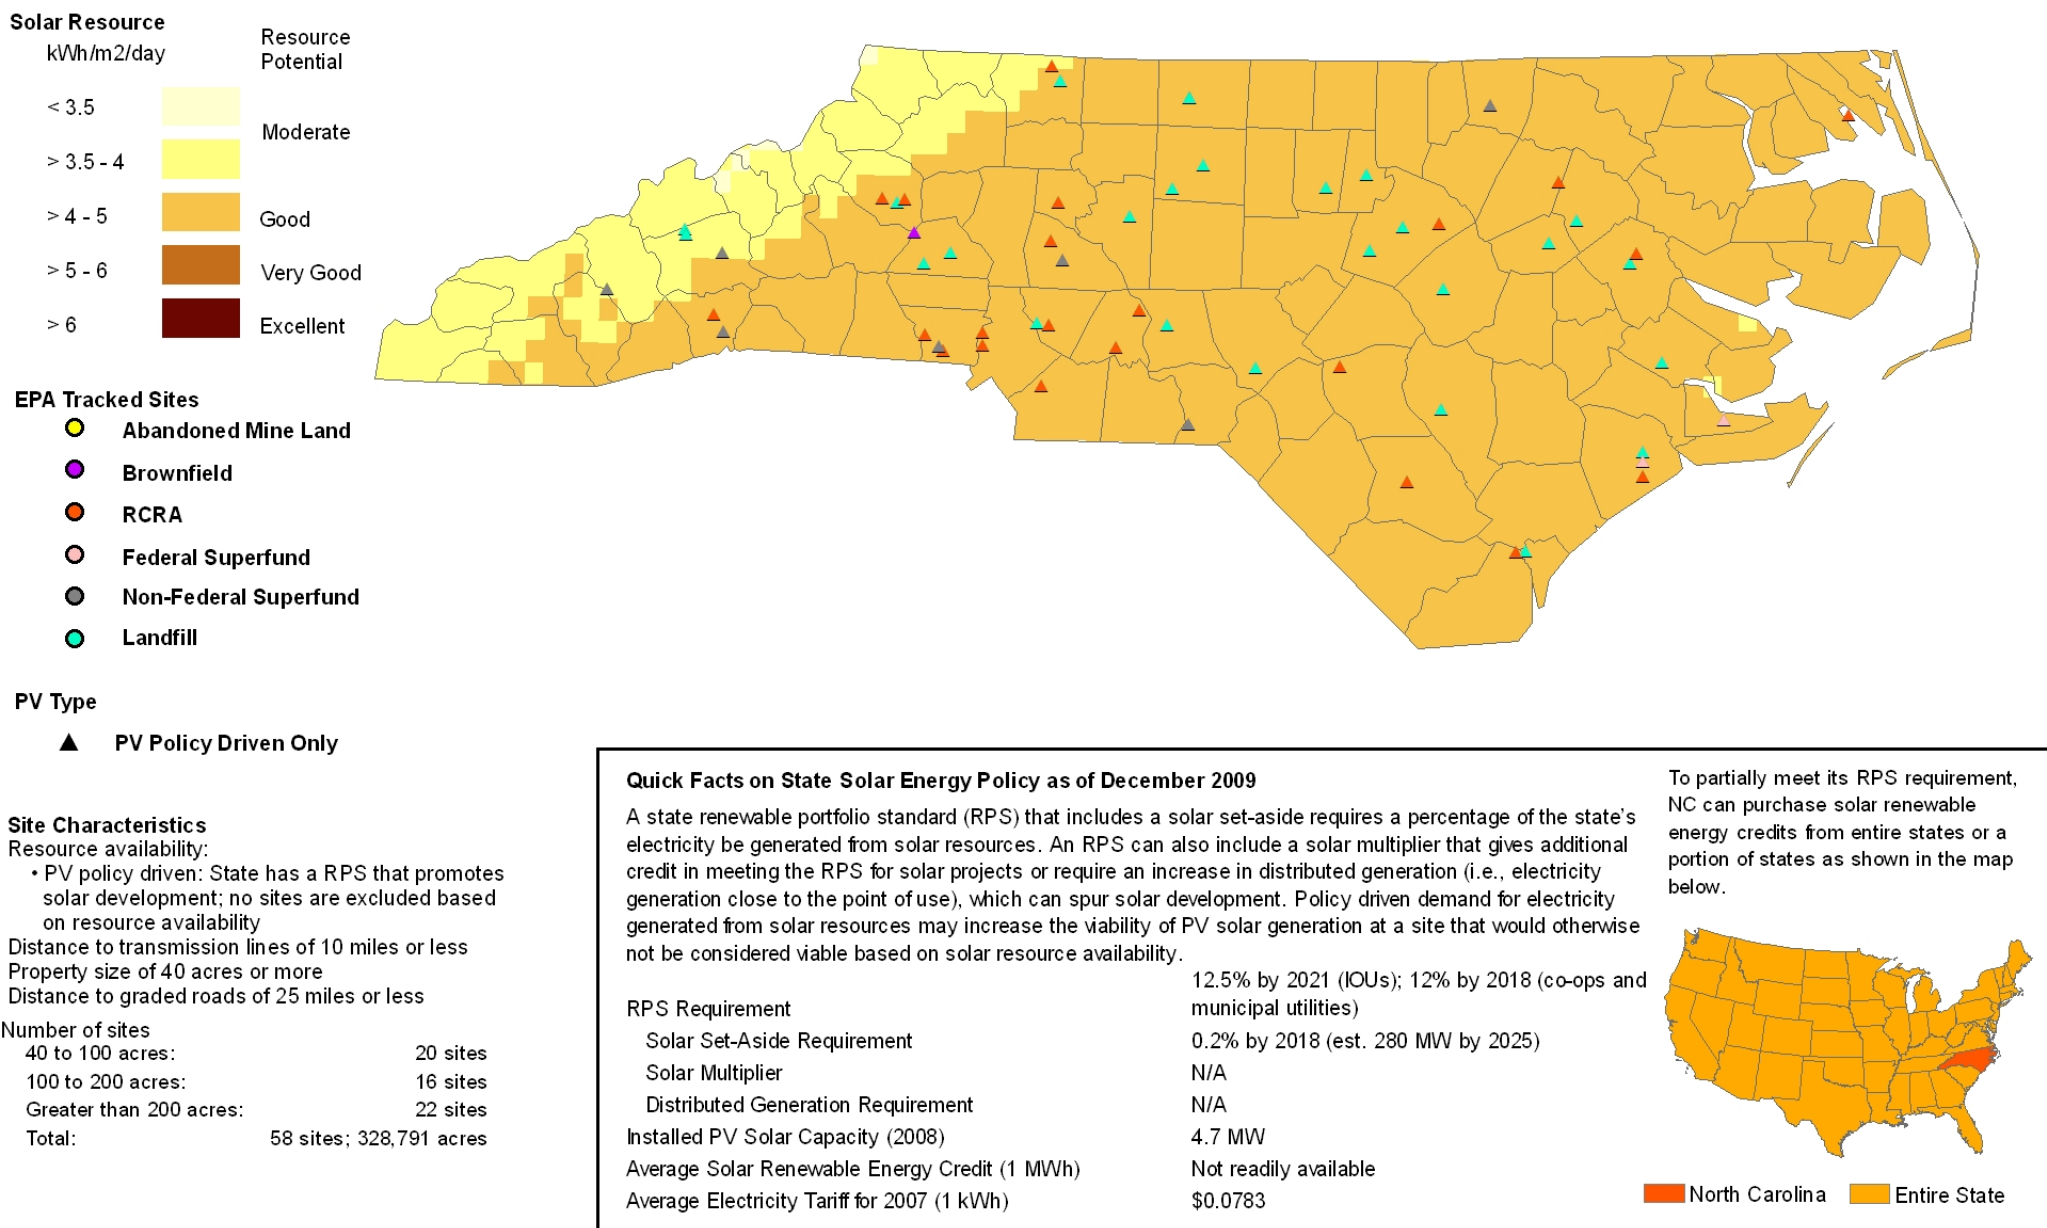 Solar Resource
kWh/m2/day
Resource
Potential
< 3.5
Moderate
> 3.5 - 4
> 4 - 5
Good
> 5 - 6
Very Good
> 6
Excellent
EPA Tracked Sites
Abandoned Mine Land
Brownfield
RCRA
Federal Superfund
Non-Federal Superfund
Landfill
PV Type
PV Policy Driven Only
Site Characteristics
Resource availability:
• PV policy driven: State has a RPS that promotes
solar development; no sites are excluded based
on resource availability
Distance to transmission lines of 10 miles or less
Property size of 40 acres or more
Distance to graded roads of 25 miles or less
Number of sites
40 to 100 acres: 20 sites
100 to 200 acres: 16 sites
Greater than 200 acres: 22 sites
Total: 58 sites; 328,791 acres
Quick Facts on State Solar Energy Policy as of December 2009
A state renewable portfolio standard (RPS) that includes a solar set-aside requires a percentage of the state's
electricity be generated from solar resources. An RPS can also include a solar multiplier that gives additional
credit in meeting the RPS for solar projects or require an increase in distributed generation (i.e., electricity
generation close to the point of use), which can spur solar development. Policy driven demand for electricity
generated from solar resources may increase the viability of PV solar generation at a site that would otherwise
not be considered viable based on solar resource availability.
12.5% by 2021 (IOUs); 12% by 2018 (co-ops and
RPS Requirement municipal utilities)
Solar Set-Aside Requirement 0.2% by 2018 (est. 280 MW by 2025)
Solar Multiplier N/A
Distributed Generation Requirement N/A
Installed PV Solar Capacity (2008) 4.7 MW
Average Solar Renewable Energy Credit (1 MWh) Not readily available
Average Electricity Tariff for 2007 (1 kWh) $0.0783
To partially meet its RPS requirement,
NC can purchase solar renewable
energy credits from entire states or a
portion of states as shown in the map
below.
North Carolina Entire State